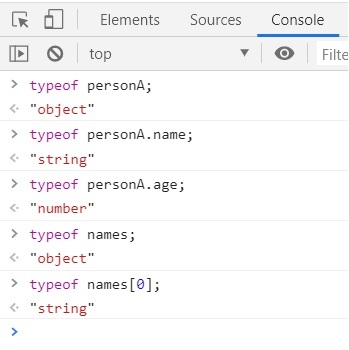 Elements Sources Console
top Filte
> typeof personA;
"object"
> typeof personA.name;
"string"
> typeof personA.age;
"number"
> typeof names;
"object"
> typeof names[0];
"string"
>